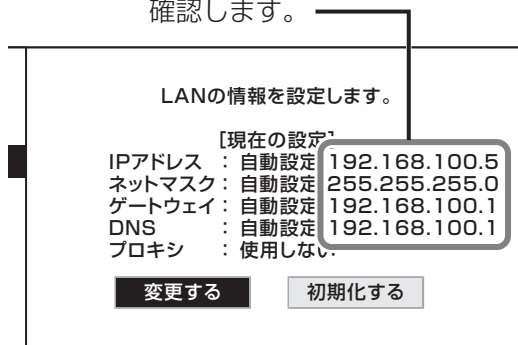 確認します。
LANの情報を設定します。
[現在の設定]
IPアドレス : 自動設定 192.168.100.5
ネットマスク : 自動設定 255.255.255.0
ゲートウェイ : 自動設定 192.168.100.1
DNS : 自動設定 192.168.100.1
プロキシ : 使用しない
変更する 初期化する